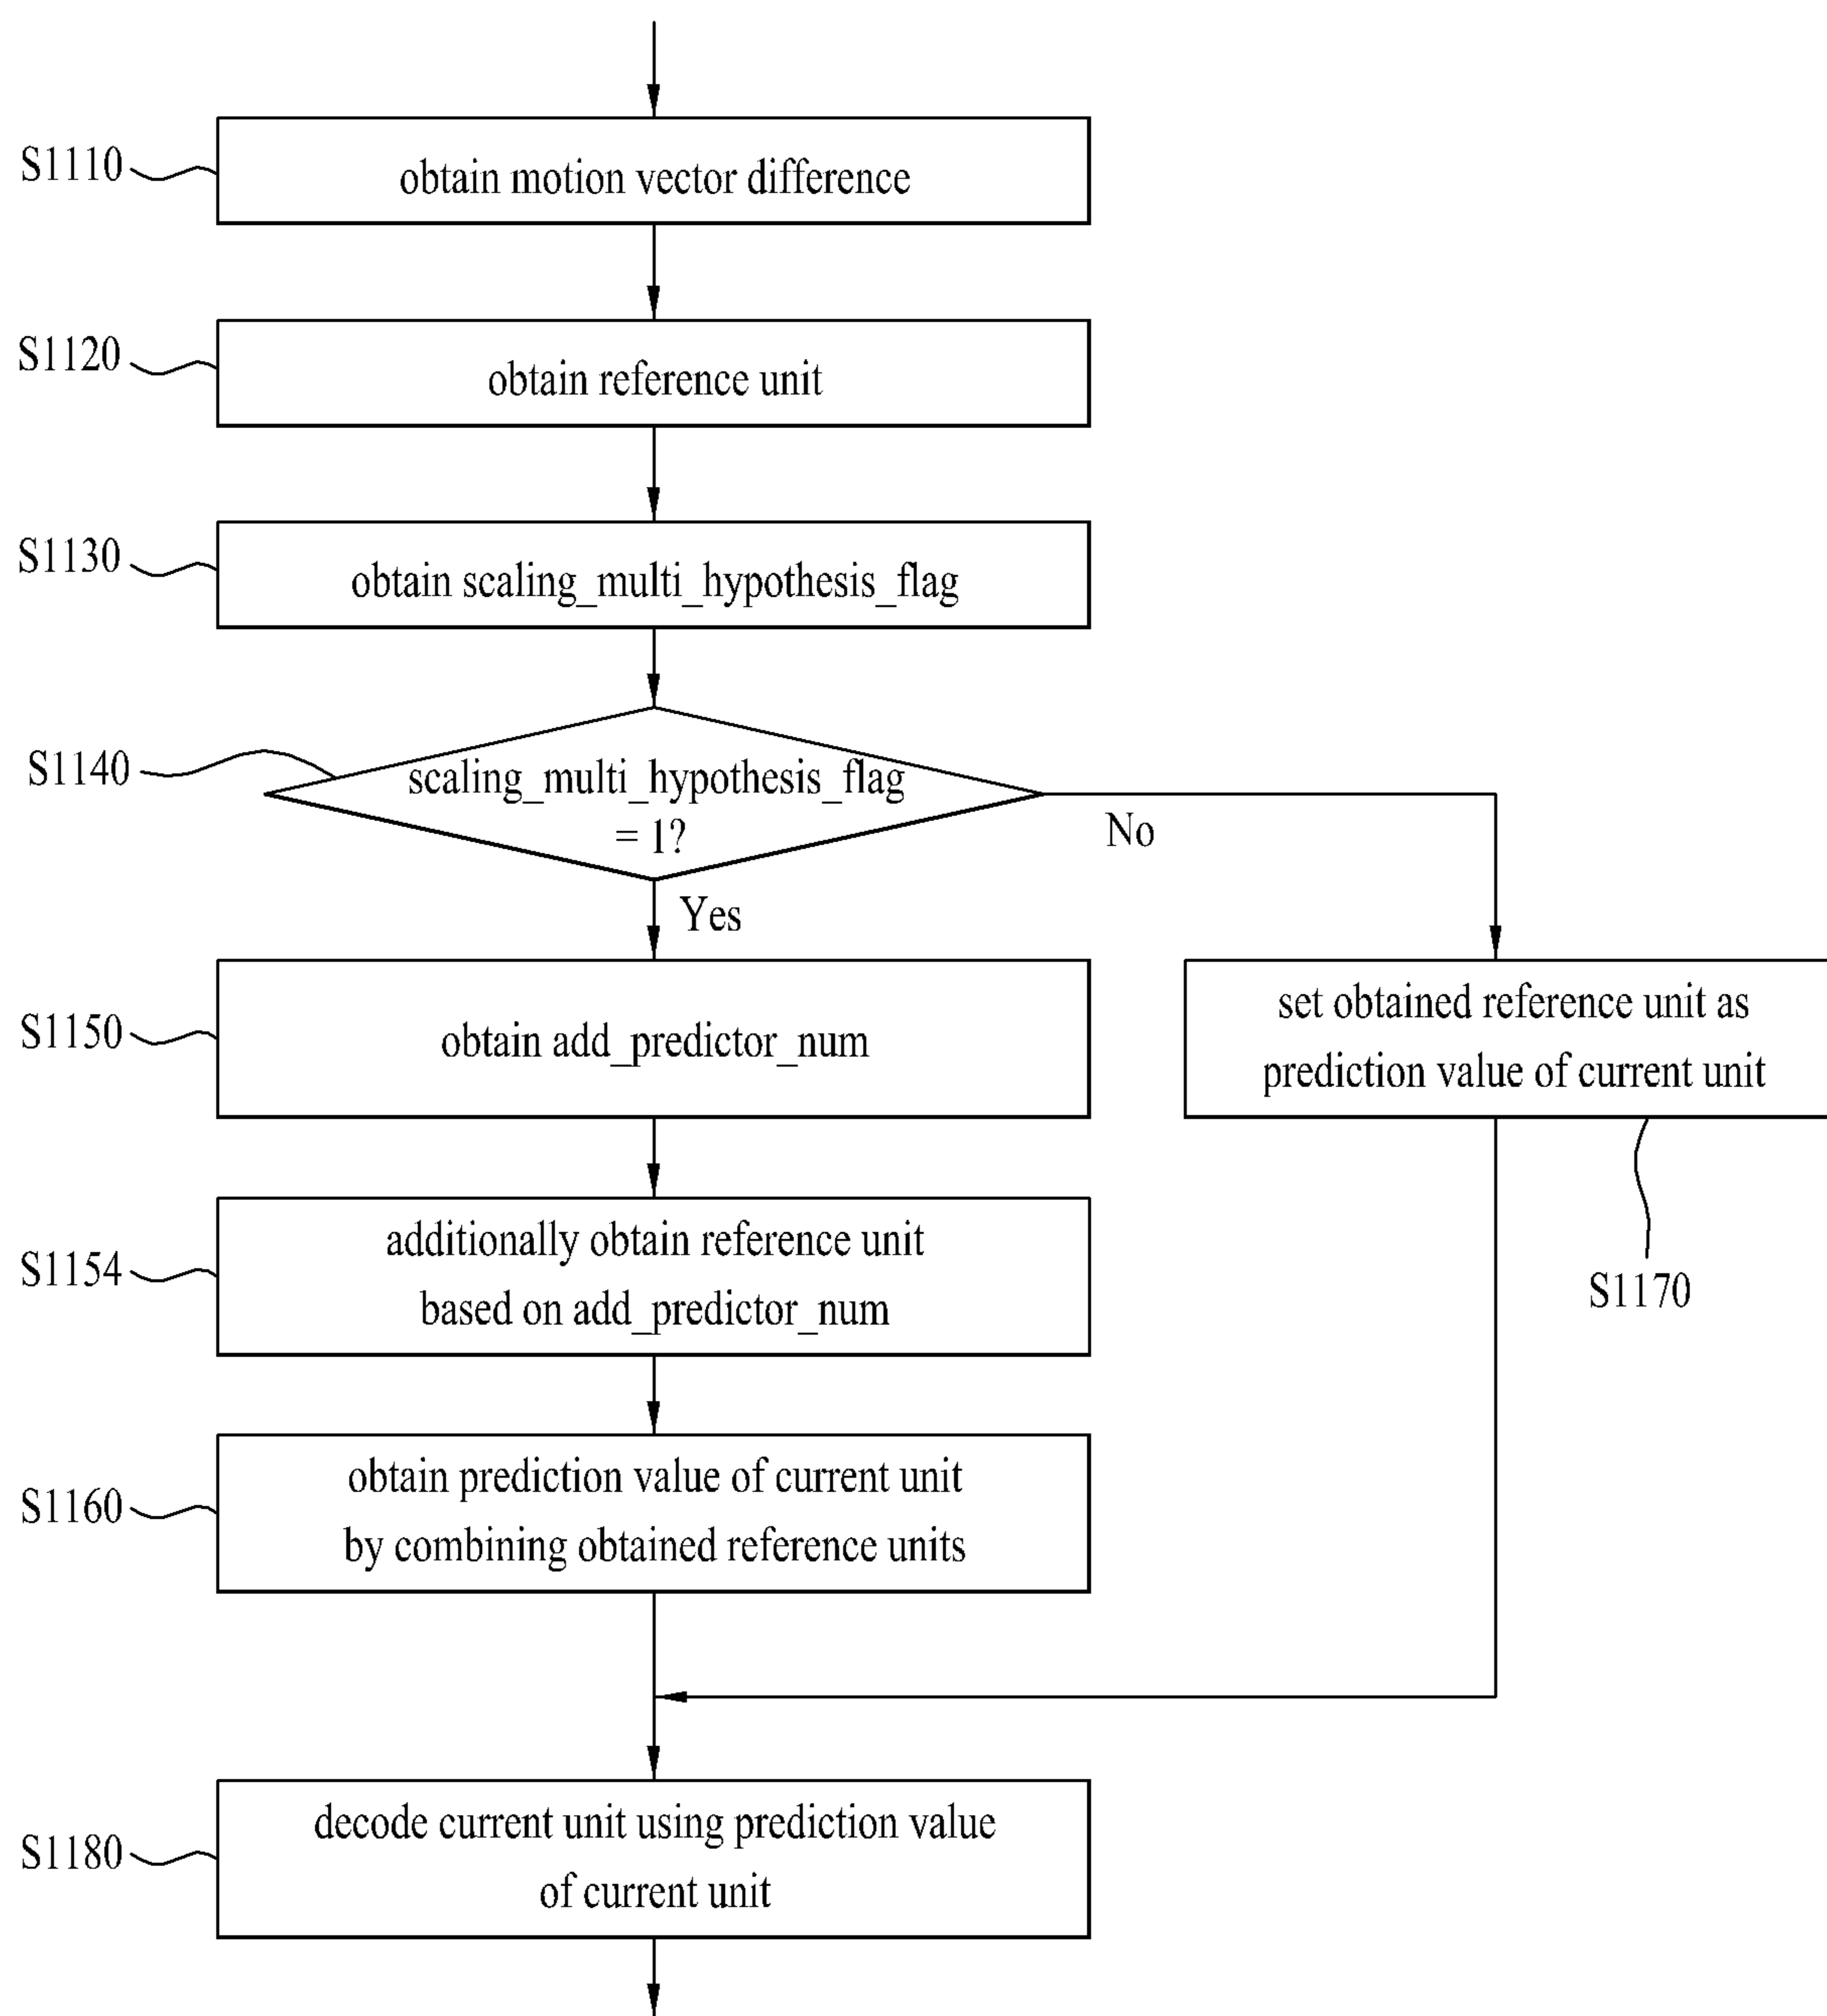 S1110
obtain motion vector difference
S1120
obtain reference unit
S1130
obtain scaling_multi_hypothesis_flag
S1140
scaling_multi_hypothesis_flag
= 1?
No
Yes
S1150
obtain add_predictor_num
set obtained reference unit as
prediction value of current unit
S1170
S1154
additionally obtain reference unit
based on add_predictor_num
S1160
obtain prediction value of current unit
by combining obtained reference units
S1180
decode current unit using prediction value
of current unit